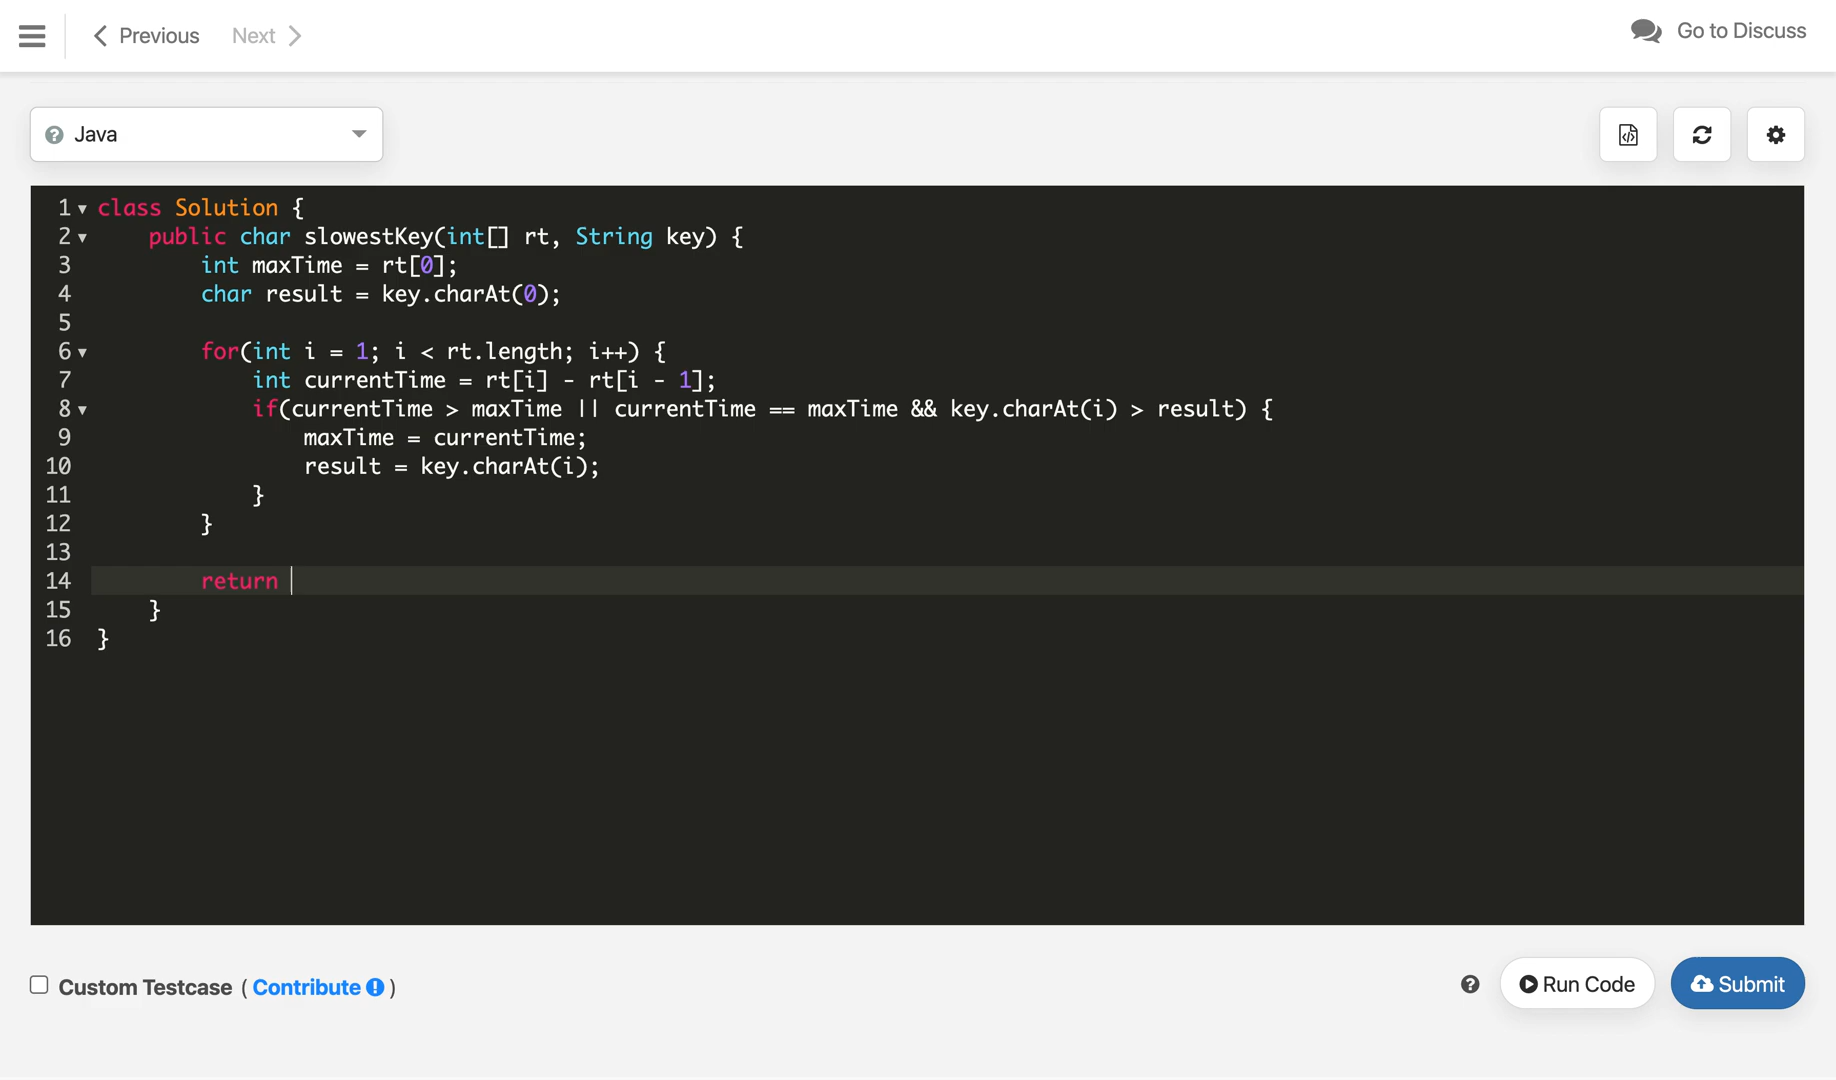 Previous Next Go to Discuss
Java
1 class Solution {
2     public char slowestKey(int[] rt, String key) {
3         int maxTime = rt[0];
4         char result = key.charAt(0);
5
6         for(int i = 1; i < rt.length; i++) {
7             int currentTime = rt[i] - rt[i - 1];
8             if(currentTime > maxTime || currentTime == maxTime && key.charAt(i) > result) {
9                 maxTime = currentTime;
10                 result = key.charAt(i);
11             }
12         }
13
14         return
15     }
16 }
Custom Testcase ( Contribute ) Run Code Submit